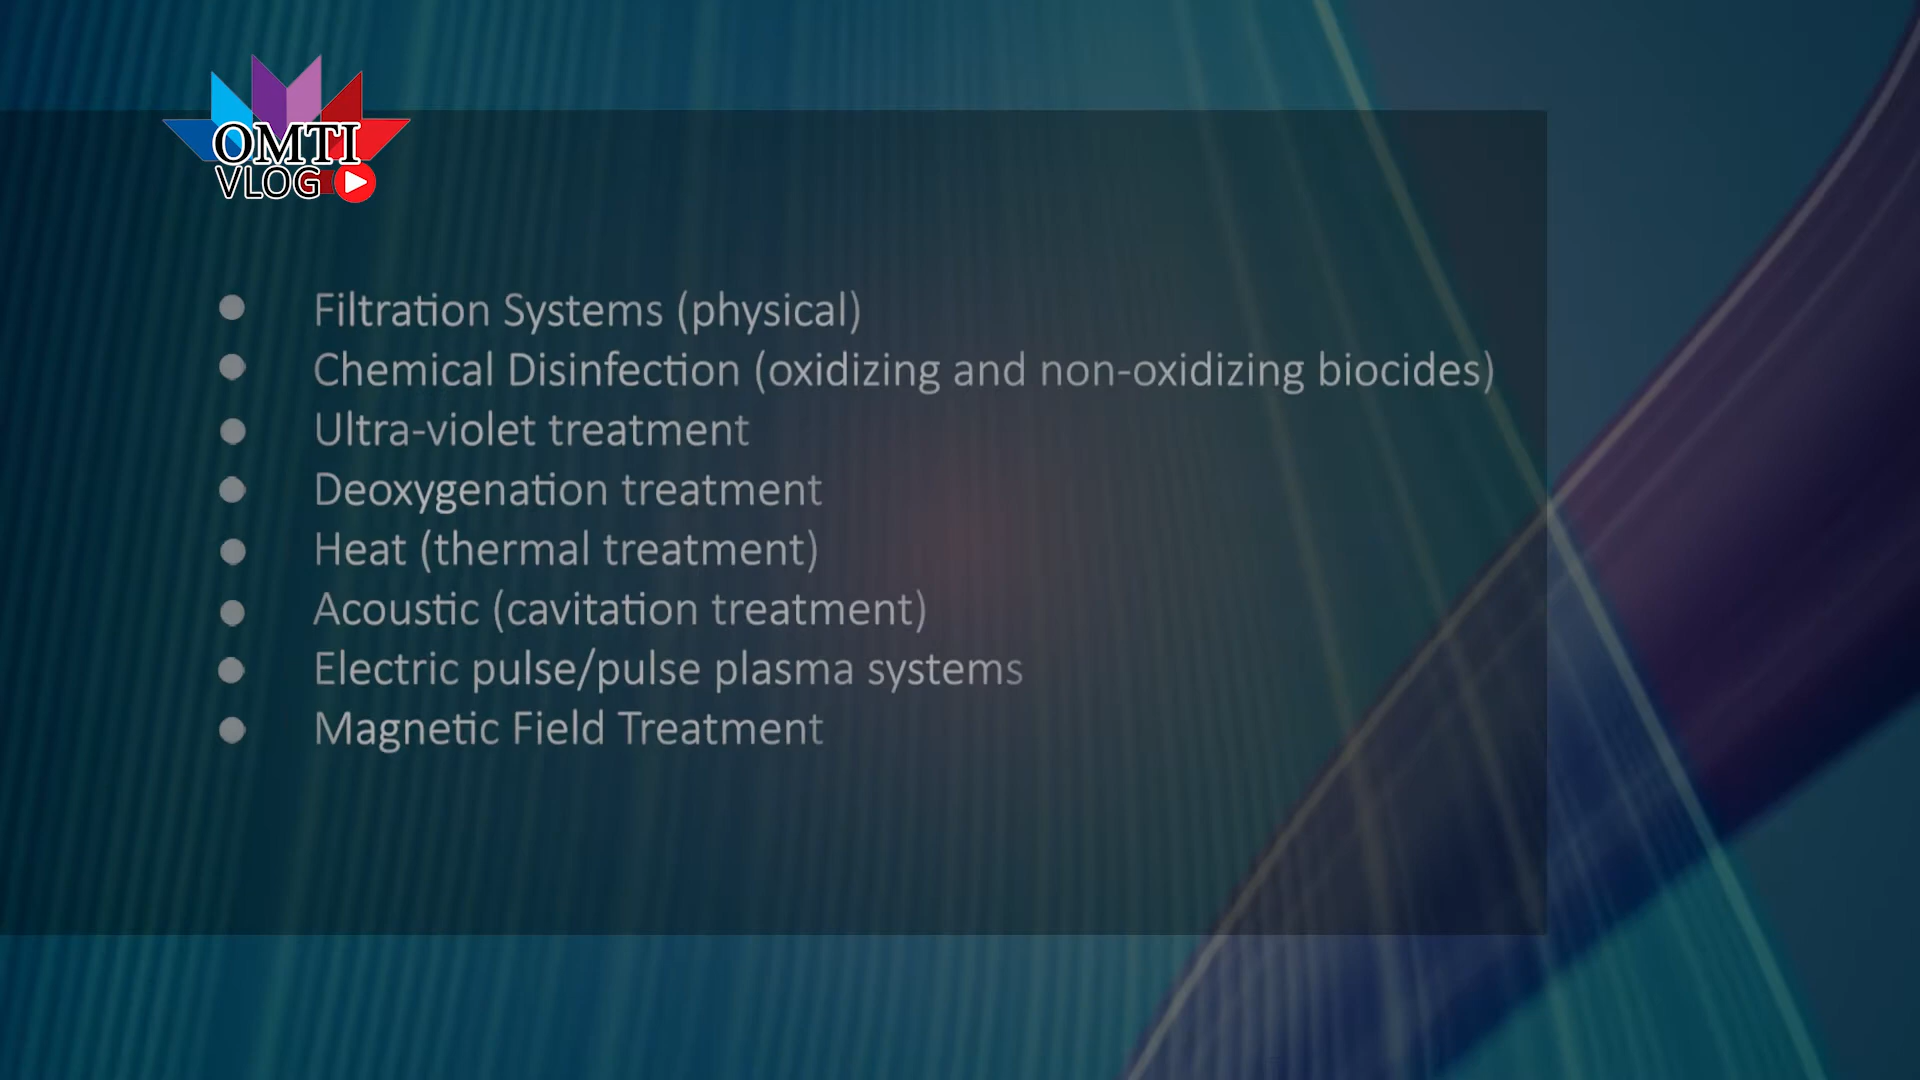 OMTI
VLOG
● Filtration Systems (physical)
● Chemical Disinfection (oxidizing and non-oxidizing biocides)
● Ultra-violet treatment
● Deoxygenation treatment
● Heat (thermal treatment)
● Acoustic (cavitation treatment)
● Electric pulse/pulse plasma systems
● Magnetic Field Treatment